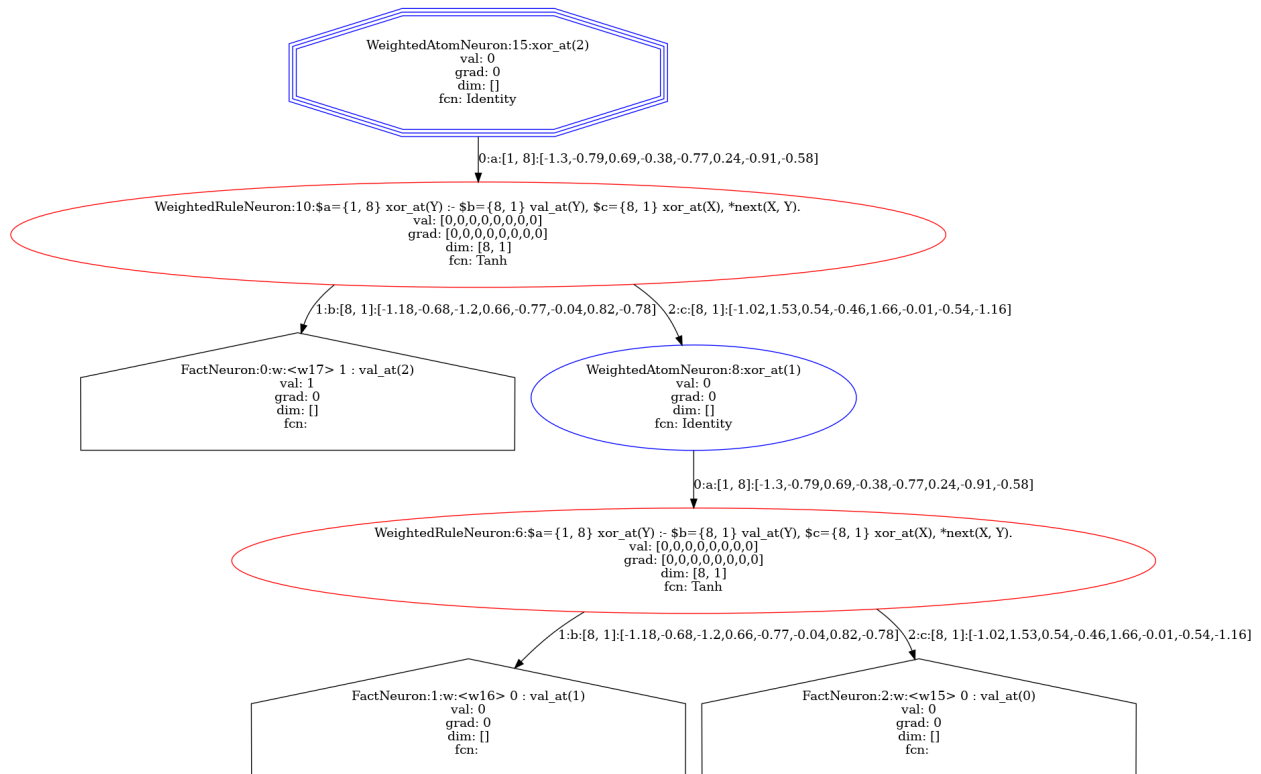 WeightedAtomNeuron:15:xor_at(2)
val: 0
grad: 0
dim: []
fcn: Identity
0:a:[1, 8]:[-1.3,-0.79,0.69,-0.38,-0.77,0.24,-0.91,-0.58]
WeightedRuleNeuron:10:$a={1, 8} xor_at(Y) :- $b={8, 1} val_at(Y), $c={8, 1} xor_at(X), *next(X, Y).
val: [0,0,0,0,0,0,0,0]
grad: [0,0,0,0,0,0,0,0]
dim: [8, 1]
fcn: Tanh
1:b:[8, 1]:[-1.18,-0.68,-1.2,0.66,-0.77,-0.04,0.82,-0.78]
2:c:[8, 1]:[-1.02,1.53,0.54,-0.46,1.66,-0.01,-0.54,-1.16]
FactNeuron:0:w:<w17> 1 : val_at(2)
val: 1
grad: 0
dim: []
fcn:
WeightedAtomNeuron:8:xor_at(1)
val: 0
grad: 0
dim: []
fcn: Identity
0:a:[1, 8]:[-1.3,-0.79,0.69,-0.38,-0.77,0.24,-0.91,-0.58]
WeightedRuleNeuron:6:$a={1, 8} xor_at(Y) :- $b={8, 1} val_at(Y), $c={8, 1} xor_at(X), *next(X, Y).
val: [0,0,0,0,0,0,0,0]
grad: [0,0,0,0,0,0,0,0]
dim: [8, 1]
fcn: Tanh
1:b:[8, 1]:[-1.18,-0.68,-1.2,0.66,-0.77,-0.04,0.82,-0.78]
2:c:[8, 1]:[-1.02,1.53,0.54,-0.46,1.66,-0.01,-0.54,-1.16]
FactNeuron:1:w:<w16> 0 : val_at(1)
val: 0
grad: 0
dim: []
fcn:
FactNeuron:2:w:<w15> 0 : val_at(0)
val: 0
grad: 0
dim: []
fcn: